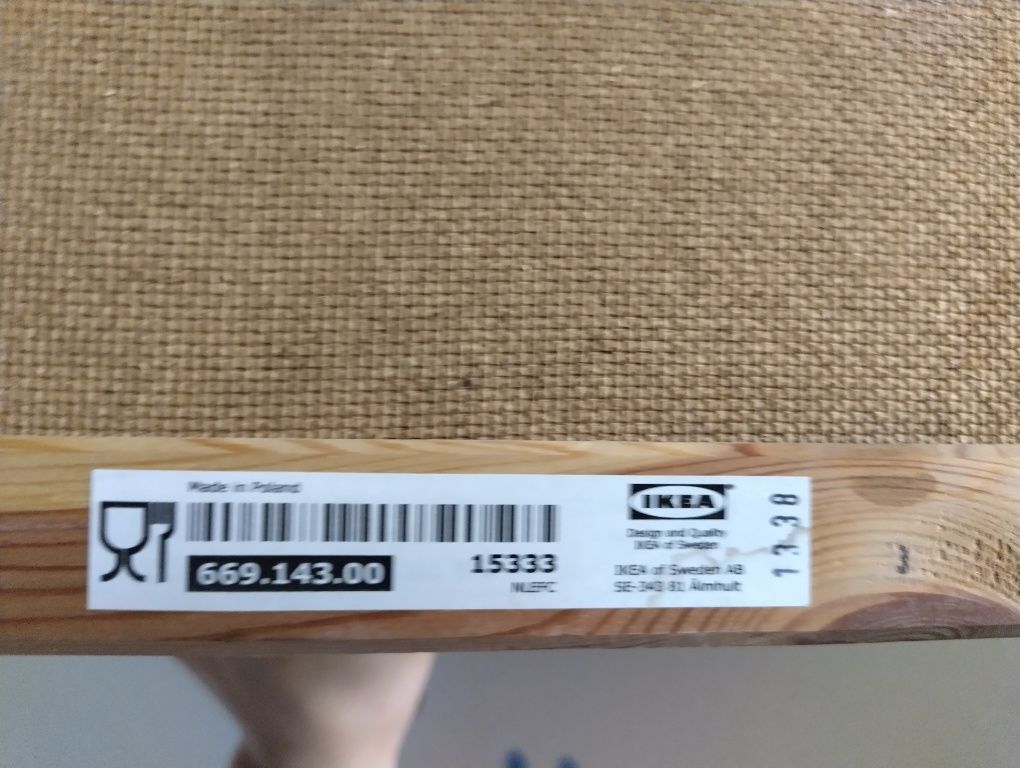 Made in Poland
669.143.00
15333
IKEA®
Design and Quality
IKEA of Sweden
IKEA of Sweden AB
SE-343 81 Älmhult
1338
3